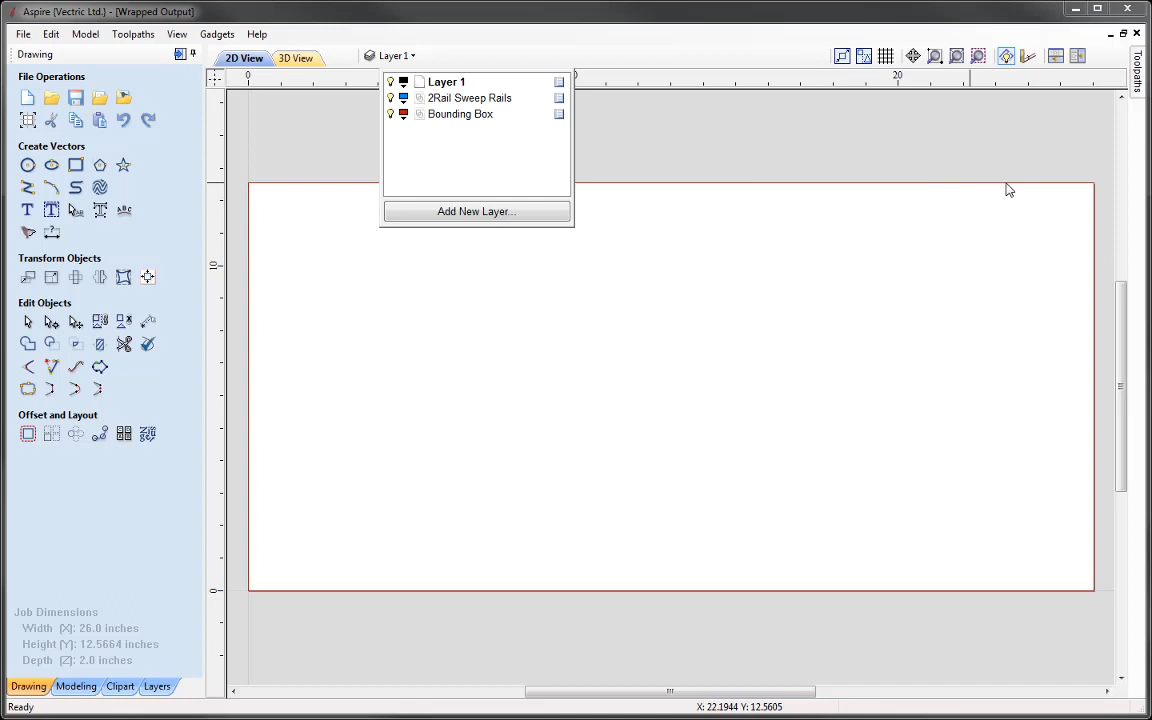 Aspire {Vectric Ltd.} - [Wrapped Output]
File Edit Model Toolpaths View Gadgets Help
Drawing
2D View 3D View Layer 1
Toolpaths
File Operations
Create Vectors
Transform Objects
Edit Objects
Offset and Layout
0
20
10
0
Layer 1
2Rail Sweep Rails
Bounding Box
Add New Layer...
Job Dimensions
Width (X): 26.0 inches
Height (Y): 12.5664 inches
Depth (Z): 2.0 inches
Drawing Modeling Clipart Layers
Ready
X: 22.1944 Y: 12.5605